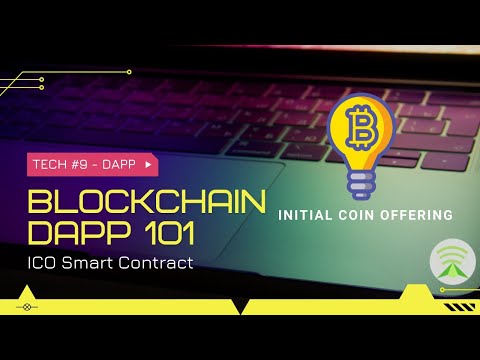 TECH #9 - DAPP
BLOCKCHAIN
DAPP 101
ICO Smart Contract
INITIAL COIN OFFERING